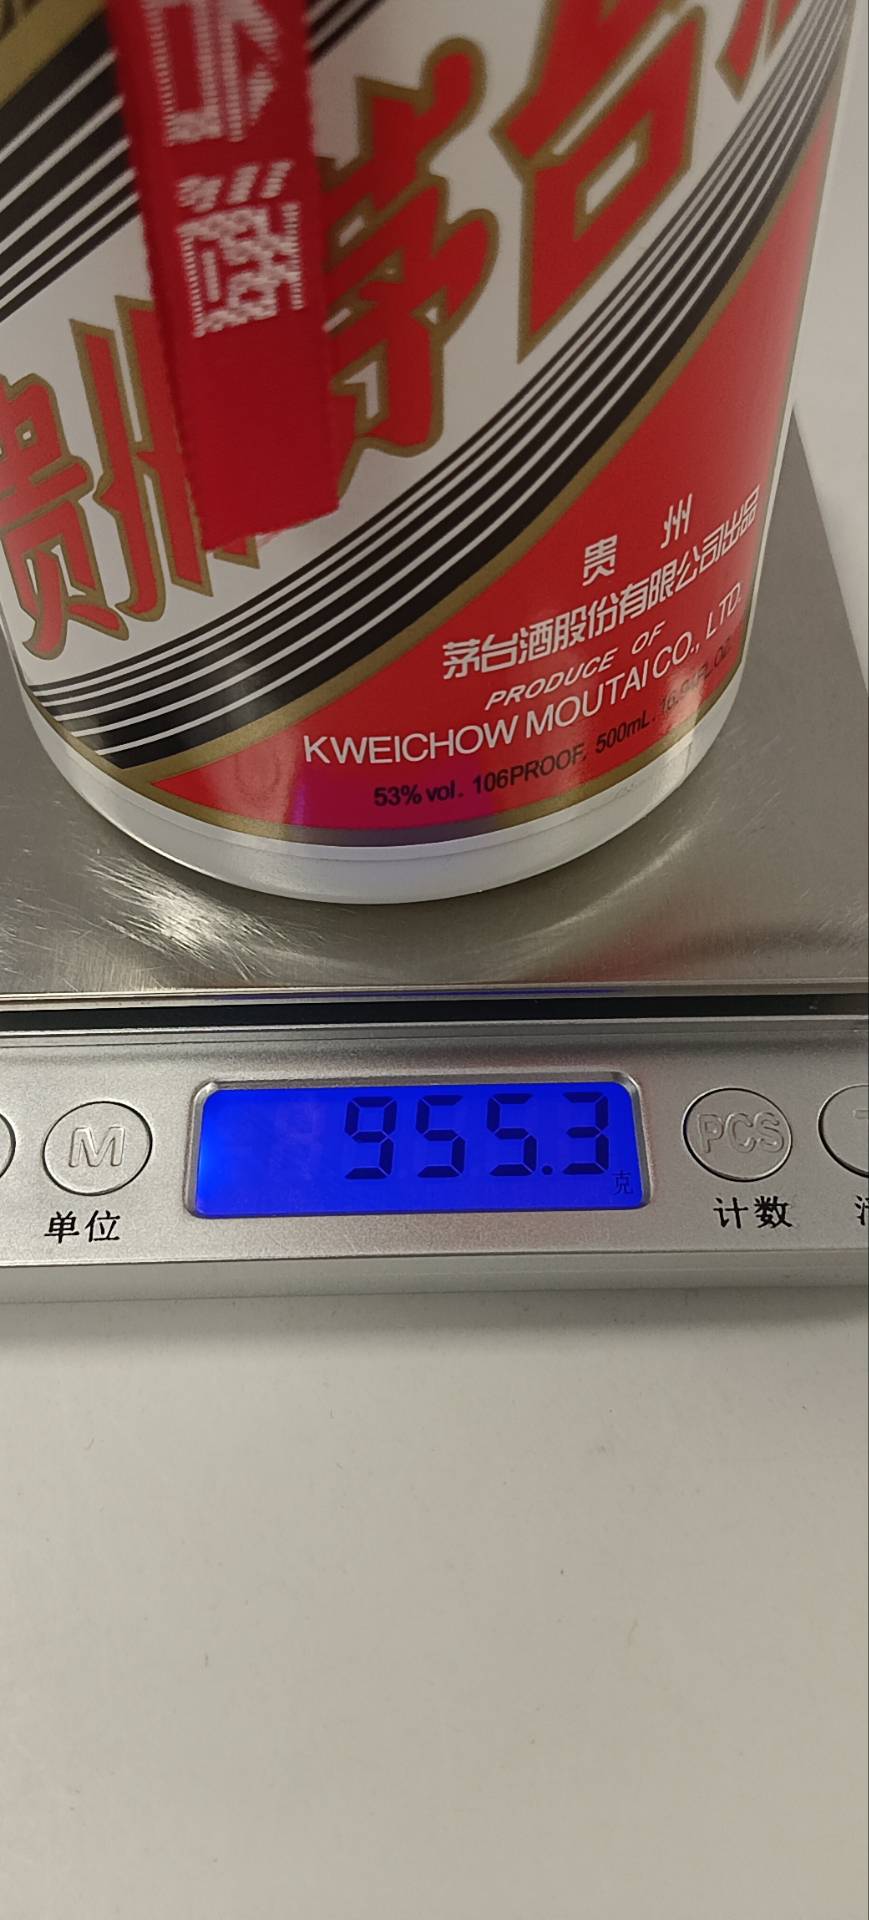 贵州茅台
贵 州
茅台酒股份有限公司出品
PRODUCE OF
KWEICHOW MOUTAI CO., LTD.
53% vol. 106PROOF. 500mL.
955.3
克
M
PCS
单位
计数